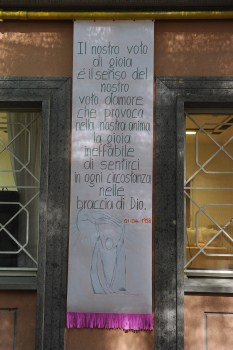 Il nostro voto
di gioia
è il senso del
nostro
voto d'amore
che provoca
nella nostra anima
la gioia
ineffabile
di sentirci
in ogni circostanza
nelle
braccia di Dio.